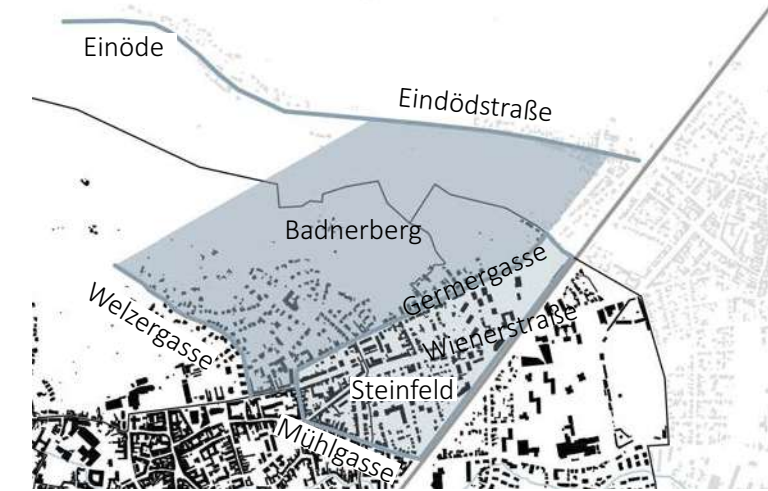 Einöde
Eindödstraße
Badnerberg
Germergasse
Welzergasse
Wienerstraße
Steinfeld
Mühlgasse